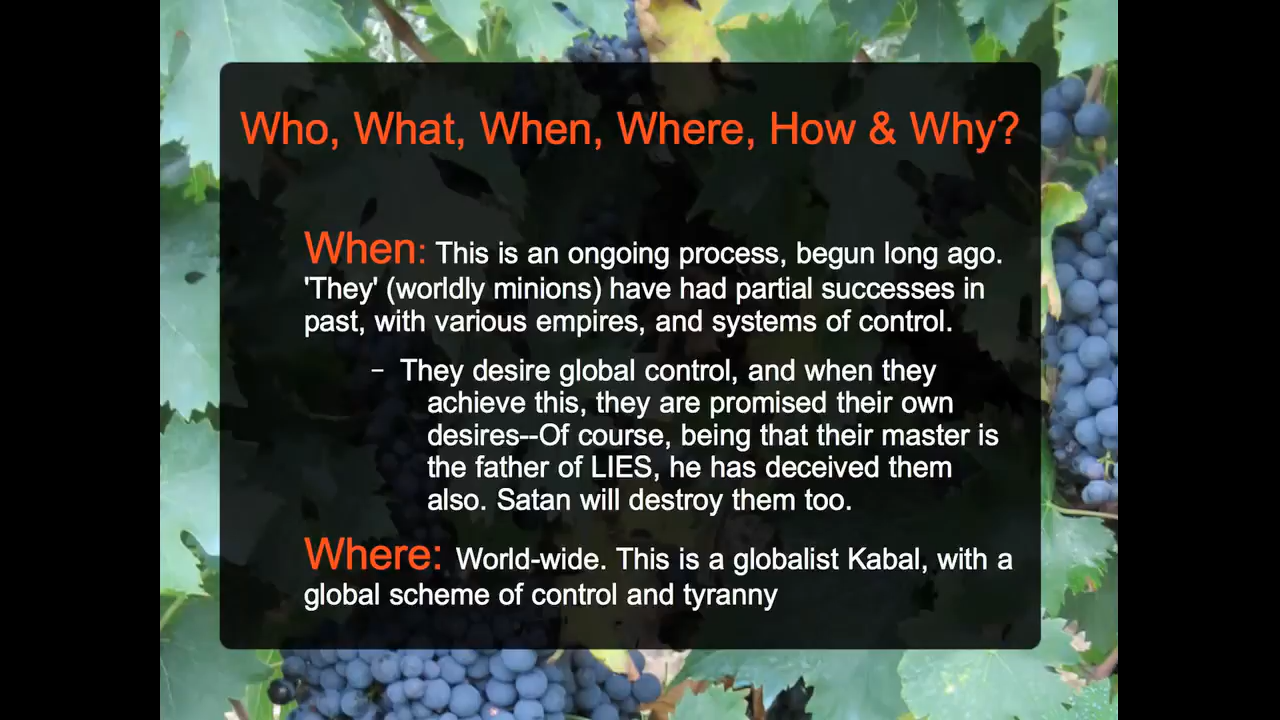 Who, What, When, Where, How & Why?
When: This is an ongoing process, begun long ago.
'They' (worldly minions) have had partial successes in
past, with various empires, and systems of control.
– They desire global control, and when they
achieve this, they are promised their own
desires--Of course, being that their master is
the father of LIES, he has deceived them
also. Satan will destroy them too.
Where: World-wide. This is a globalist Kabal, with a
global scheme of control and tyranny